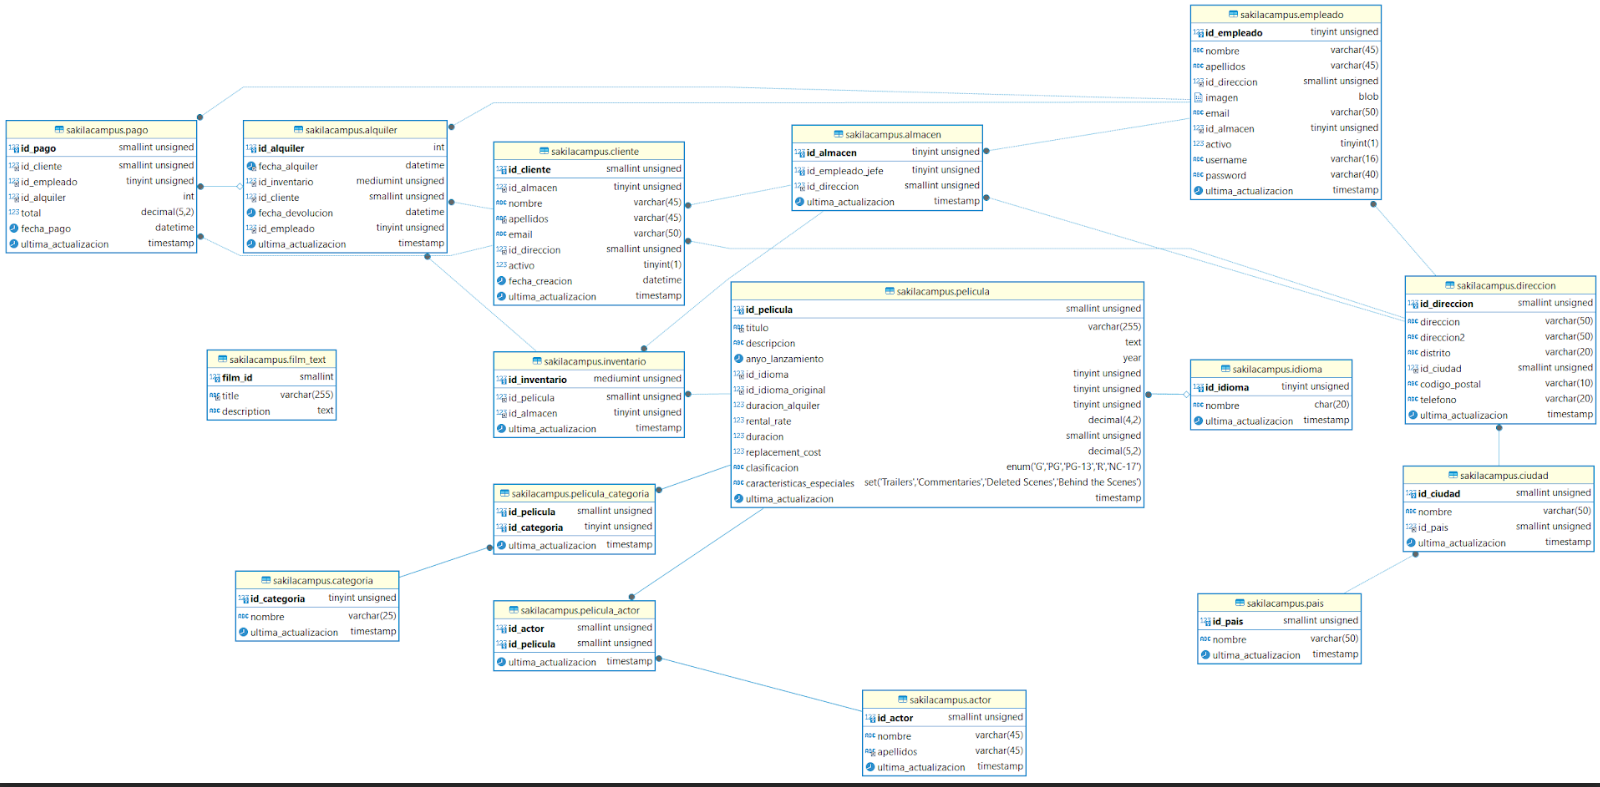 sakilacampus.empleado
id_empleado tinyint unsigned
nombre varchar(45)
apellidos varchar(45)
id_direccion smallint unsigned
imagen blob
email varchar(50)
id_almacen tinyint unsigned
activo tinyint(1)
username varchar(16)
password varchar(40)
ultima_actualizacion timestamp
sakilacampus.pago
id_pago smallint unsigned
id_cliente smallint unsigned
id_empleado tinyint unsigned
id_alquiler int
total decimal(5,2)
fecha_pago datetime
ultima_actualizacion timestamp
sakilacampus.alquiler
id_alquiler int
fecha_alquiler datetime
id_inventario mediumint unsigned
id_cliente smallint unsigned
fecha_devolucion datetime
id_empleado tinyint unsigned
ultima_actualizacion timestamp
sakilacampus.cliente
id_cliente smallint unsigned
id_almacen tinyint unsigned
nombre varchar(45)
apellidos varchar(45)
email varchar(50)
id_direccion smallint unsigned
activo tinyint(1)
fecha_creacion datetime
ultima_actualizacion timestamp
sakilacampus.almacen
id_almacen tinyint unsigned
id_empleado_jefe tinyint unsigned
id_direccion smallint unsigned
ultima_actualizacion timestamp
sakilacampus.pelicula
id_pelicula smallint unsigned
titulo varchar(255)
descripcion text
anyo_lanzamiento year
id_idioma tinyint unsigned
id_idioma_original tinyint unsigned
duracion_alquiler tinyint unsigned
rental_rate decimal(4,2)
duracion smallint unsigned
replacement_cost decimal(5,2)
clasificacion enum('G','PG','PG-13','R','NC-17')
caracteristicas_especiales set('Trailers','Commentaries','Deleted Scenes','Behind the Scenes')
ultima_actualizacion timestamp
sakilacampus.direccion
id_direccion smallint unsigned
direccion varchar(50)
direccion2 varchar(50)
distrito varchar(20)
id_ciudad smallint unsigned
codigo_postal varchar(10)
telefono varchar(20)
ultima_actualizacion timestamp
sakilacampus.film_text
film_id smallint
title varchar(255)
description text
sakilacampus.inventario
id_inventario mediumint unsigned
id_pelicula smallint unsigned
id_almacen tinyint unsigned
ultima_actualizacion timestamp
sakilacampus.idioma
id_idioma tinyint unsigned
nombre char(20)
ultima_actualizacion timestamp
sakilacampus.ciudad
id_ciudad smallint unsigned
nombre varchar(50)
id_pais smallint unsigned
ultima_actualizacion timestamp
sakilacampus.pelicula_categoria
id_pelicula smallint unsigned
id_categoria tinyint unsigned
ultima_actualizacion timestamp
sakilacampus.categoria
id_categoria tinyint unsigned
nombre varchar(25)
ultima_actualizacion timestamp
sakilacampus.pelicula_actor
id_actor smallint unsigned
id_pelicula smallint unsigned
ultima_actualizacion timestamp
sakilacampus.pais
id_pais smallint unsigned
nombre varchar(50)
ultima_actualizacion timestamp
sakilacampus.actor
id_actor smallint unsigned
nombre varchar(45)
apellidos varchar(45)
ultima_actualizacion timestamp